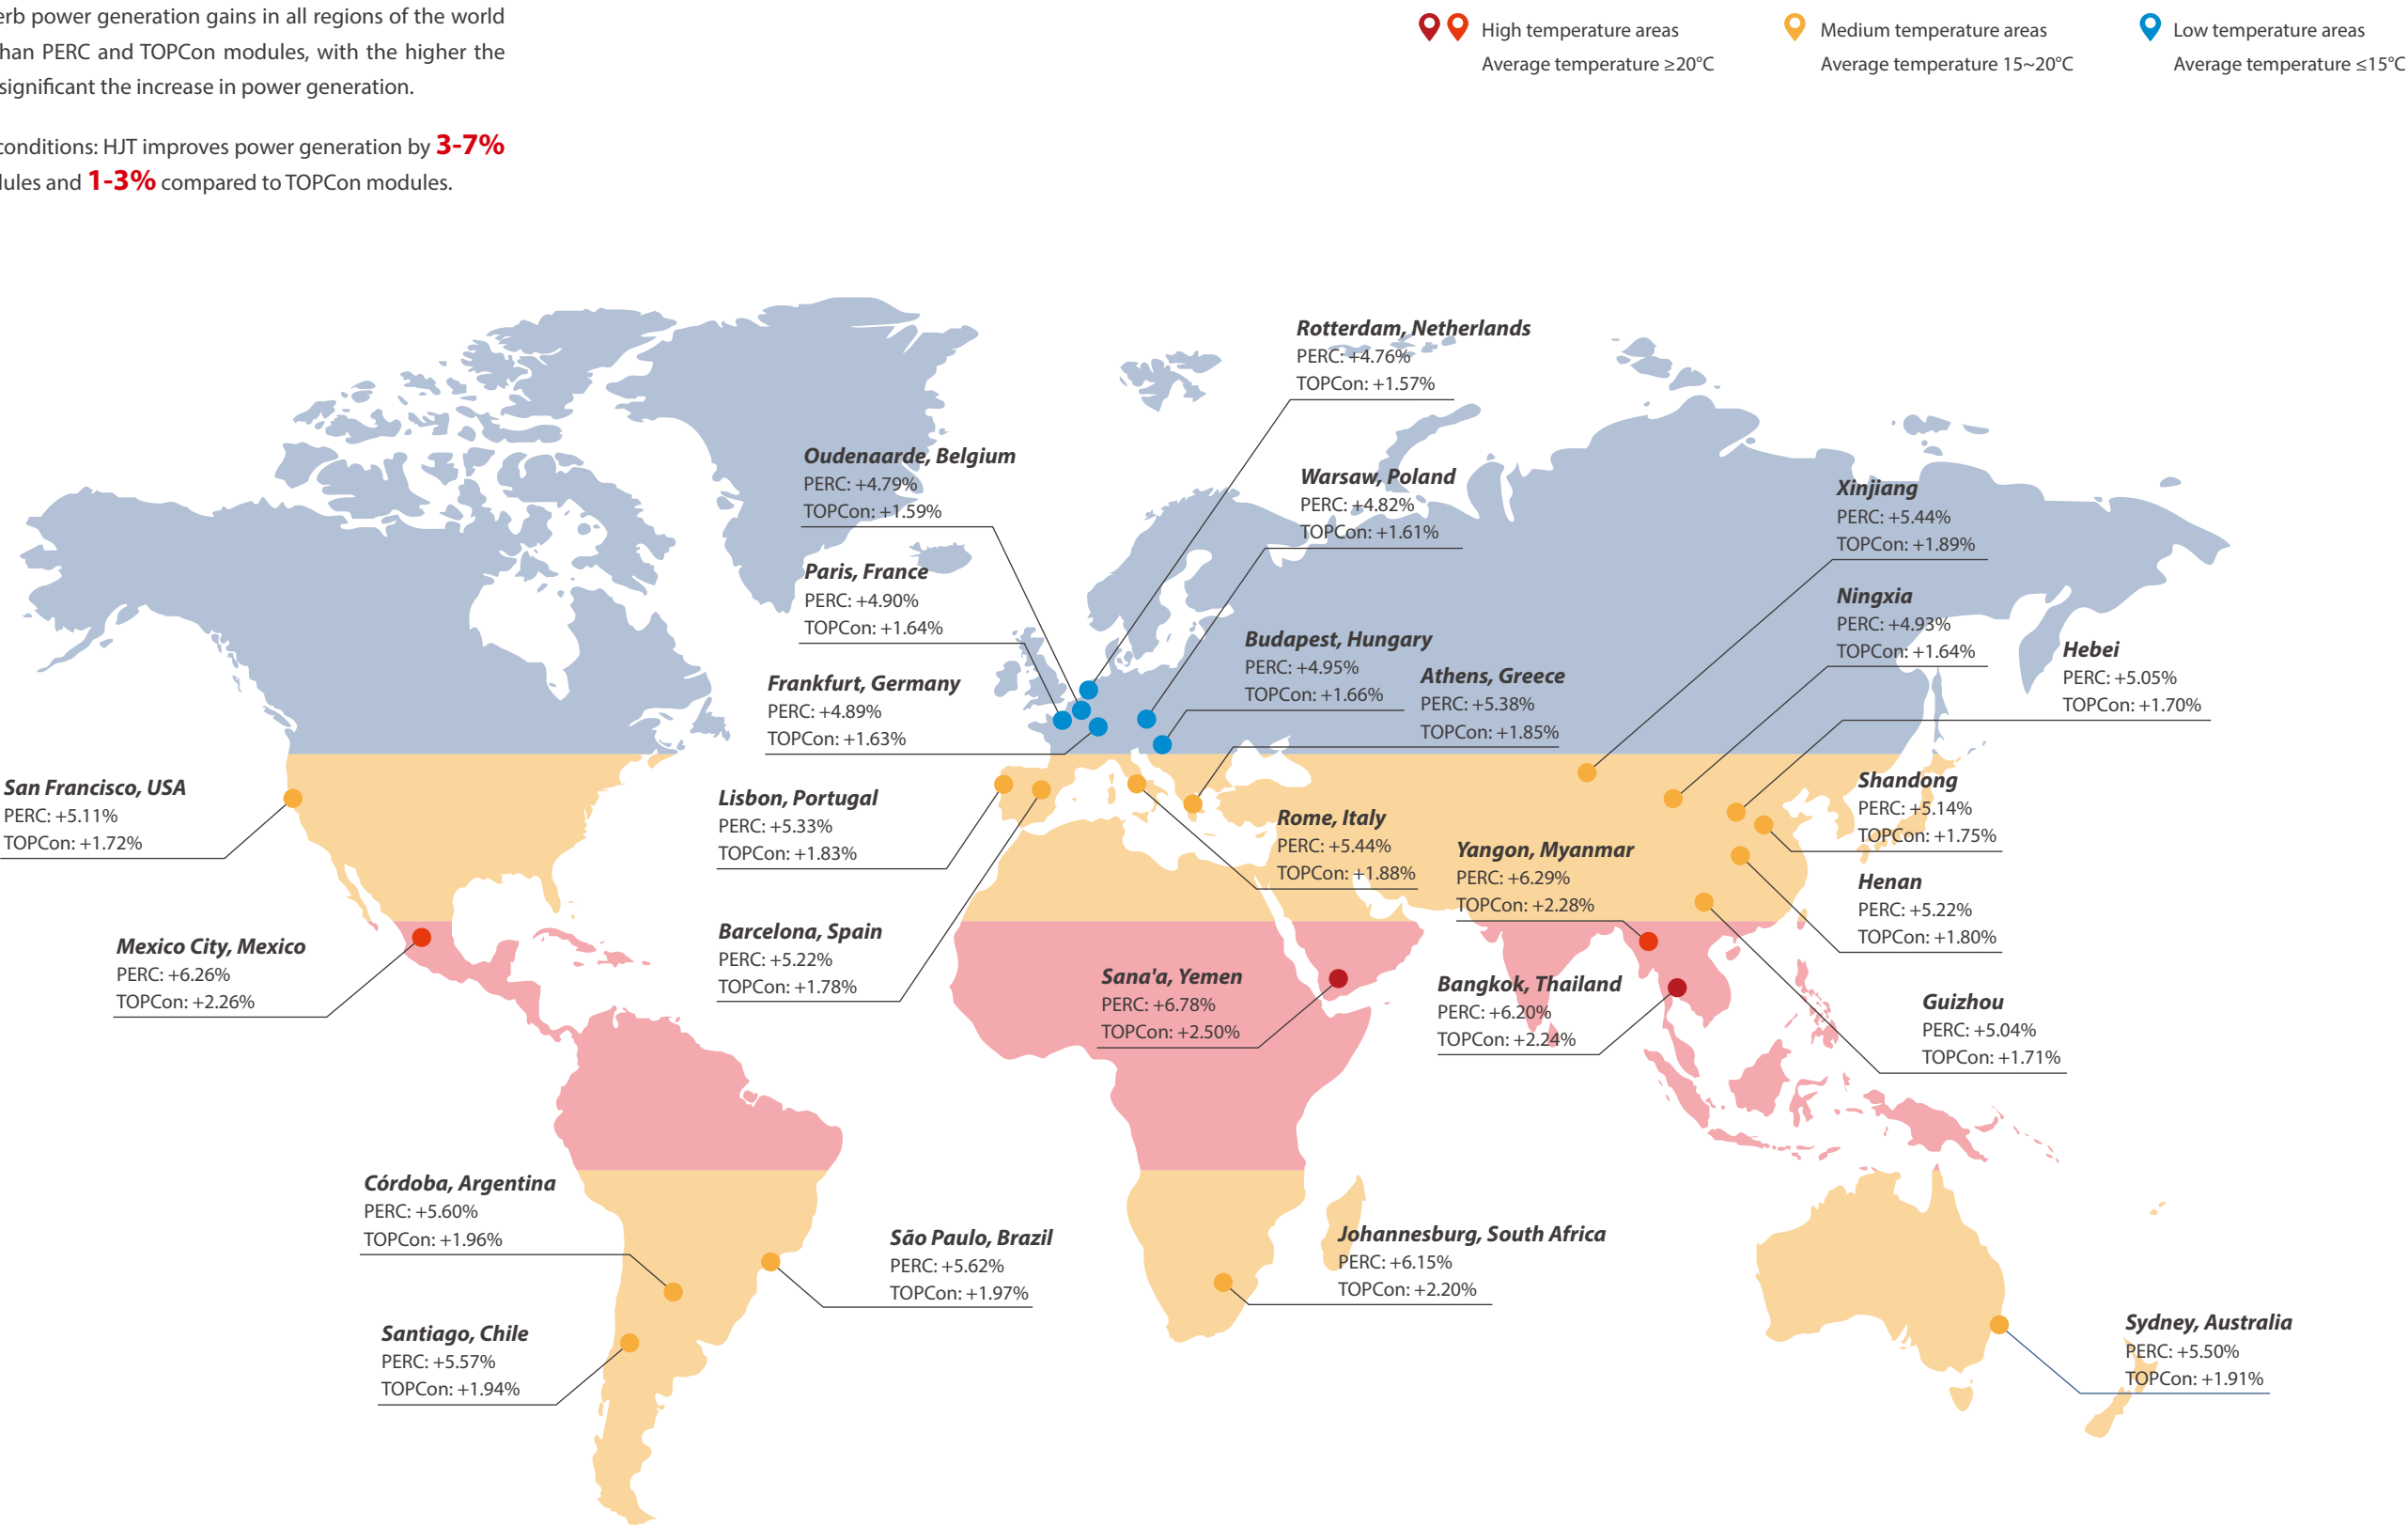 erb power generation gains in all regions of the world
han PERC and TOPCon modules, with the higher the
significant the increase in power generation.
conditions: HJT improves power generation by 3-7%
lules and 1-3% compared to TOPCon modules.
High temperature areas
Average temperature ≥20°C
Medium temperature areas
Average temperature 15~20°C
Low temperature areas
Average temperature ≤15°C
Rotterdam, Netherlands
PERC: +4.76%
TOPCon: +1.57%
Oudenaarde, Belgium
PERC: +4.79%
TOPCon: +1.59%
Warsaw, Poland
PERC: +4.82%
TOPCon: +1.61%
Xinjiang
PERC: +5.44%
TOPCon: +1.89%
Paris, France
PERC: +4.90%
TOPCon: +1.64%
Ningxia
PERC: +4.93%
TOPCon: +1.64%
Budapest, Hungary
PERC: +4.95%
TOPCon: +1.66%
Hebei
PERC: +5.05%
TOPCon: +1.70%
Athens, Greece
PERC: +5.38%
TOPCon: +1.85%
Frankfurt, Germany
PERC: +4.89%
TOPCon: +1.63%
San Francisco, USA
PERC: +5.11%
TOPCon: +1.72%
Lisbon, Portugal
PERC: +5.33%
TOPCon: +1.83%
Rome, Italy
PERC: +5.44%
TOPCon: +1.88%
Shandong
PERC: +5.14%
TOPCon: +1.75%
Yangon, Myanmar
PERC: +6.29%
TOPCon: +2.28%
Henan
PERC: +5.22%
TOPCon: +1.80%
Mexico City, Mexico
PERC: +6.26%
TOPCon: +2.26%
Barcelona, Spain
PERC: +5.22%
TOPCon: +1.78%
Sana'a, Yemen
PERC: +6.78%
TOPCon: +2.50%
Bangkok, Thailand
PERC: +6.20%
TOPCon: +2.24%
Guizhou
PERC: +5.04%
TOPCon: +1.71%
Córdoba, Argentina
PERC: +5.60%
TOPCon: +1.96%
São Paulo, Brazil
PERC: +5.62%
TOPCon: +1.97%
Johannesburg, South Africa
PERC: +6.15%
TOPCon: +2.20%
Santiago, Chile
PERC: +5.57%
TOPCon: +1.94%
Sydney, Australia
PERC: +5.50%
TOPCon: +1.91%